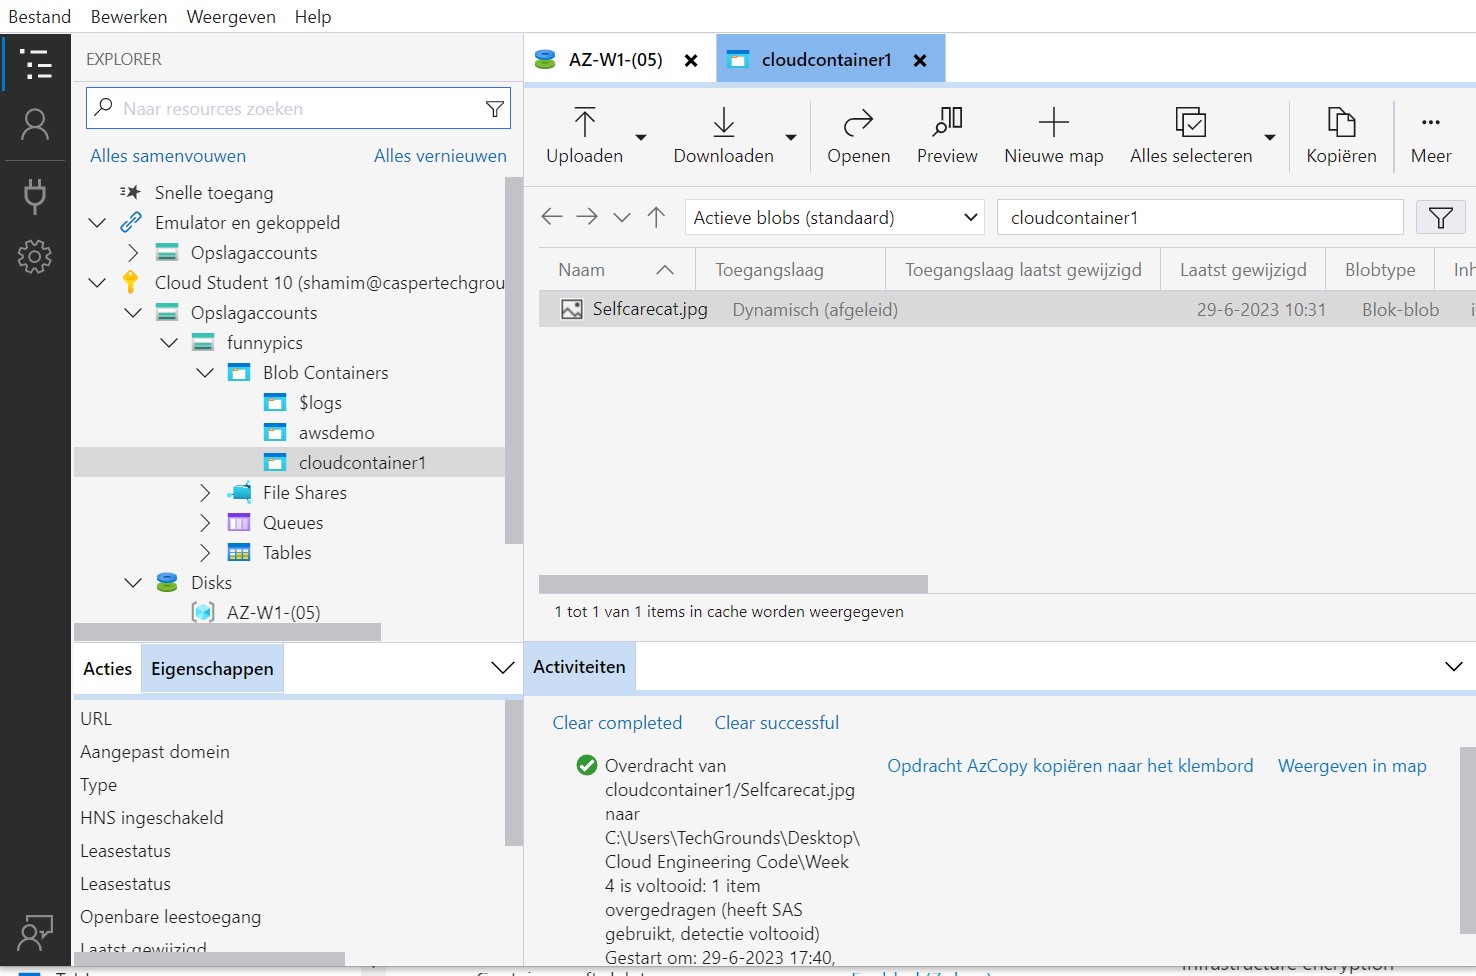 Bestand Bewerken Weergeven Help
EXPLORER
Naar resources zoeken
Alles samenvouwen Alles vernieuwen
Snelle toegang
Emulator en gekoppeld
Opslagaccounts
Cloud Student 10 (shamim@caspertechgrou
Opslagaccounts
funnypics
Blob Containers
$logs
awsdemo
cloudcontainer1
File Shares
Queues
Tables
Disks
AZ-W1-(05)
Acties Eigenschappen
URL
Aangepast domein
Type
HNS ingeschakeld
Leasestatus
Leasestatus
Openbare leestoegang
Laatst gewijzigd
AZ-W1-(05) cloudcontainer1
Uploaden Downloaden Openen Preview Nieuwe map Alles selecteren Kopiëren Meer
Actieve blobs (standaard) cloudcontainer1
Naam Toegangslaag Toegangslaag laatst gewijzigd Laatst gewijzigd Blobtype Inh
Selfcarecat.jpg Dynamisch (afgeleid) 29-6-2023 10:31 Blok-blob i
1 tot 1 van 1 items in cache worden weergegeven
Activiteiten
Clear completed Clear successful
Overdracht van Opdracht AzCopy kopiëren naar het klembord Weergeven in map
cloudcontainer1/Selfcarecat.jpg
naar
C:\Users\TechGrounds\Desktop\
Cloud Engineering Code\Week
4 is voltooid: 1 item
overgedragen (heeft SAS
gebruikt, detectie voltooid)
Gestart om: 29-6-2023 17:40,